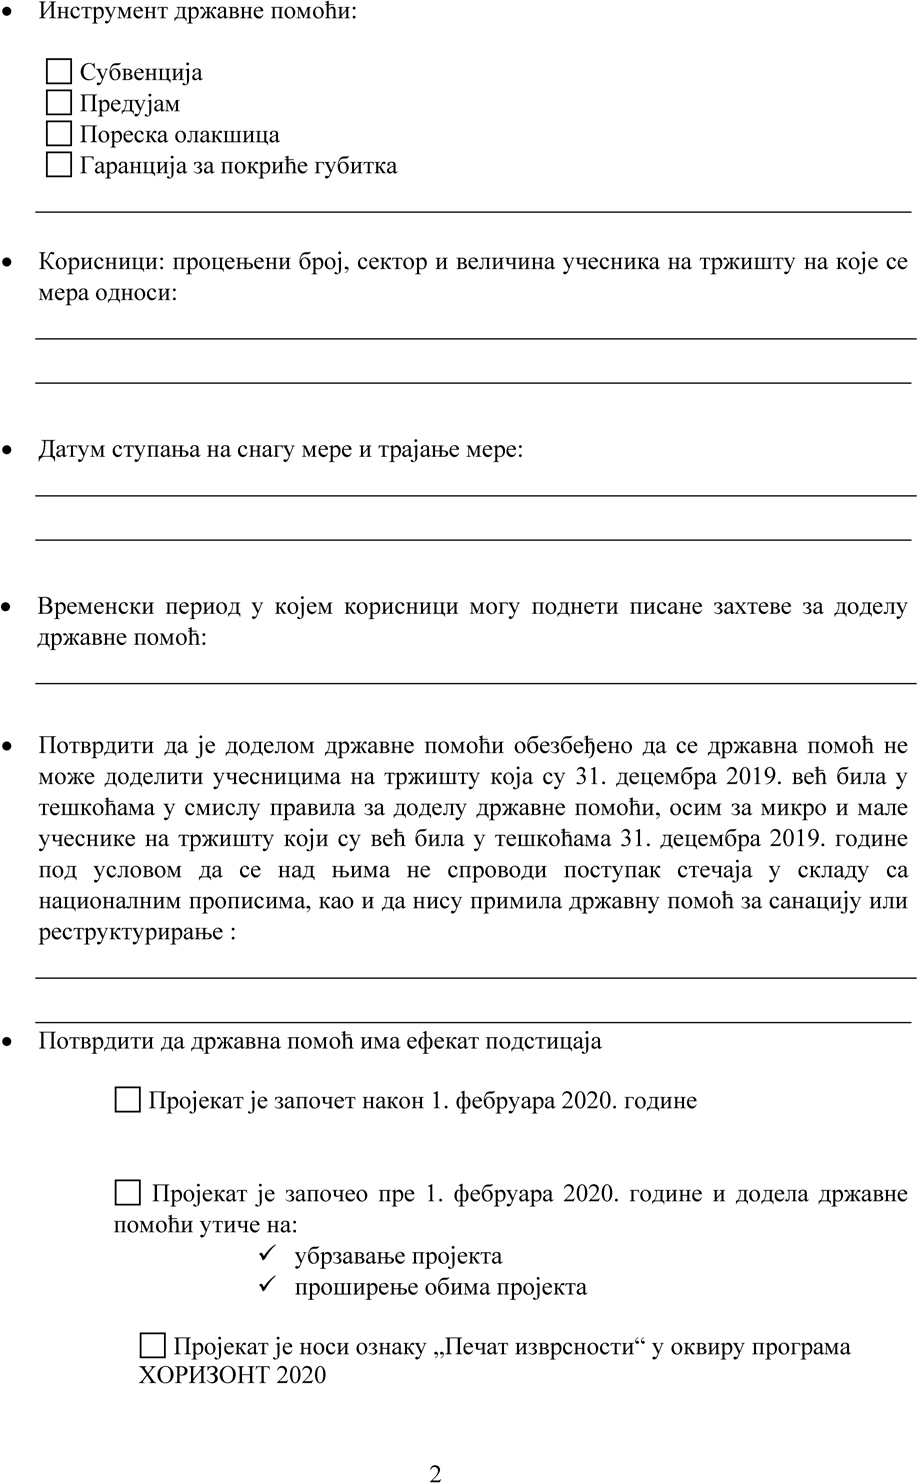 • Инструмент државне помоћи:
Субвенција
Предујам
Пореска олакшица
Гаранција за покриће губитка
• Корисници: процењени број, сектор и величина учесника на тржишту на које се
мера односи:
• Датум ступања на снагу мере и трајање мере:
• Временски период у којем корисници могу поднети писане захтеве за доделу
државне помоћ:
• Потврдити да је доделом државне помоћи обезбеђено да се државна помоћ не
може доделити учесницима на тржишту која су 31. децембра 2019. већ била у
тешкоћама у смислу правила за доделу државне помоћи, осим за микро и мале
учеснике на тржишту који су већ била у тешкоћама 31. децембра 2019. године
под условом да се над њима не спроводи поступак стечаја у складу са
националним прописима, као и да нису примила државну помоћ за санацију или
реструктурирање :
• Потврдити да државна помоћ има ефекат подстицаја
Пројекат је започет након 1. фебруара 2020. године
Пројекат је започео пре 1. фебруара 2020. године и додела државне
помоћи утиче на:
✓ убрзавање пројекта
✓ проширење обима пројекта
Пројекат је носи ознаку „Печат изврсности“ у оквиру програма
ХОРИЗОНТ 2020
2